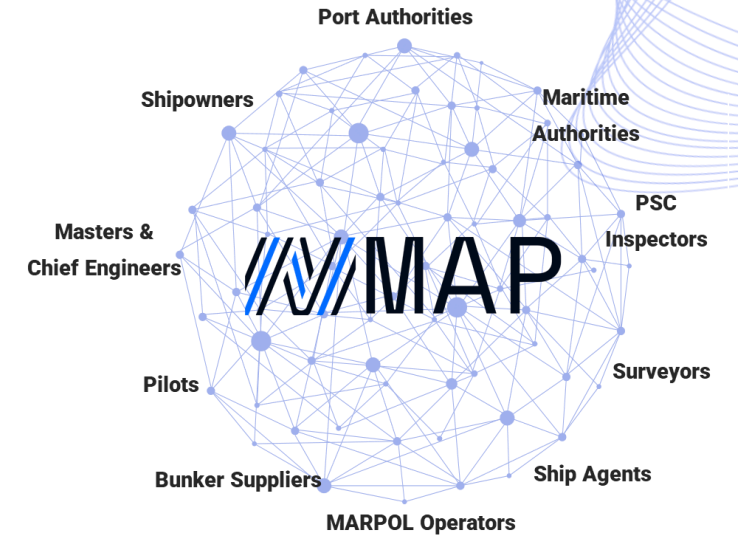 Port Authorities
Shipowners
Maritime
Authorities
PSC
Inspectors
Masters &
Chief Engineers
MAP
Pilots
Surveyors
Bunker Suppliers
Ship Agents
MARPOL Operators